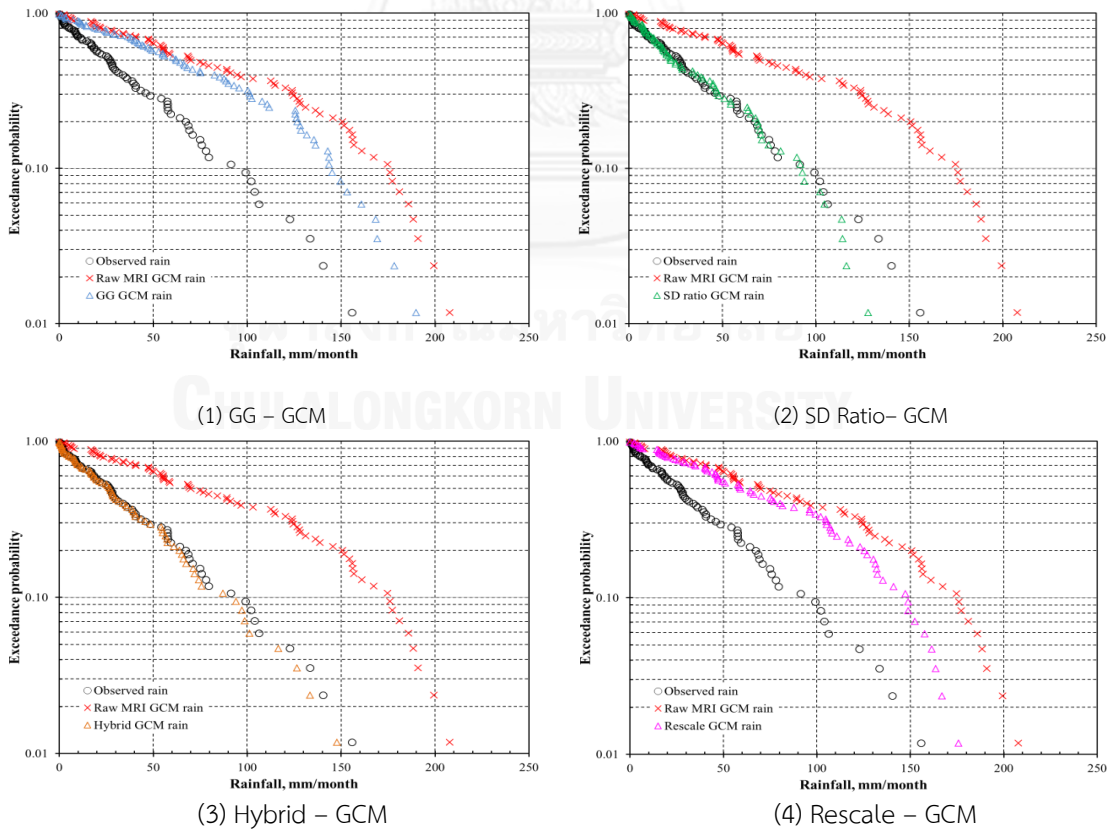 1.00
0.10
0.01
Exceedance probability
Observed rain
Raw MRI GCM rain
GG GCM rain
0 50 100 150 200 250
Rainfall, mm/month
(1) GG – GCM
1.00
0.10
0.01
Exceedance probability
Observed rain
Raw MRI GCM rain
SD ratio GCM rain
0 50 100 150 200 250
Rainfall, mm/month
(2) SD Ratio– GCM
CHULALONGKORN UNIVERSITY
1.00
0.10
0.01
Exceedance probability
Observed rain
Raw MRI GCM rain
Hybrid GCM rain
0 50 100 150 200 250
Rainfall, mm/month
(3) Hybrid – GCM
1.00
0.10
0.01
Exceedance probability
Observed rain
Raw MRI GCM rain
Rescale GCM rain
0 50 100 150 200 250
Rainfall, mm/month
(4) Rescale – GCM